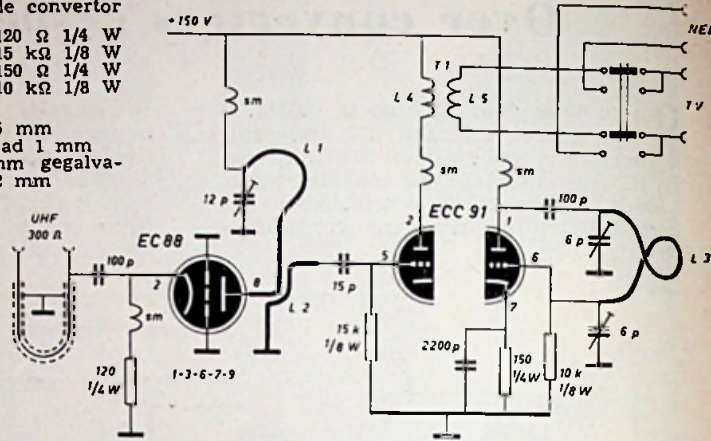 de convertor
120 Ω 1/4 W
15 kΩ 1/8 W
150 Ω 1/4 W
10 kΩ 1/8 W
mm
ad 1 mm
mm gegalva-
2 mm
+150 V
sm
12 p
L 1
UHF
300 Ω
100 p
EC 88
2
8
L 2
sm
120
1/4 W
1-3-6-7-9
T 1
L 4
L 5
sm
sm
2
ECC 91
1
15 p
5
6
7
15 k
1/8 W
2200 p
150
1/4 W
10 k
1/8 W
100 p
6 p
L 3
6 p
TV